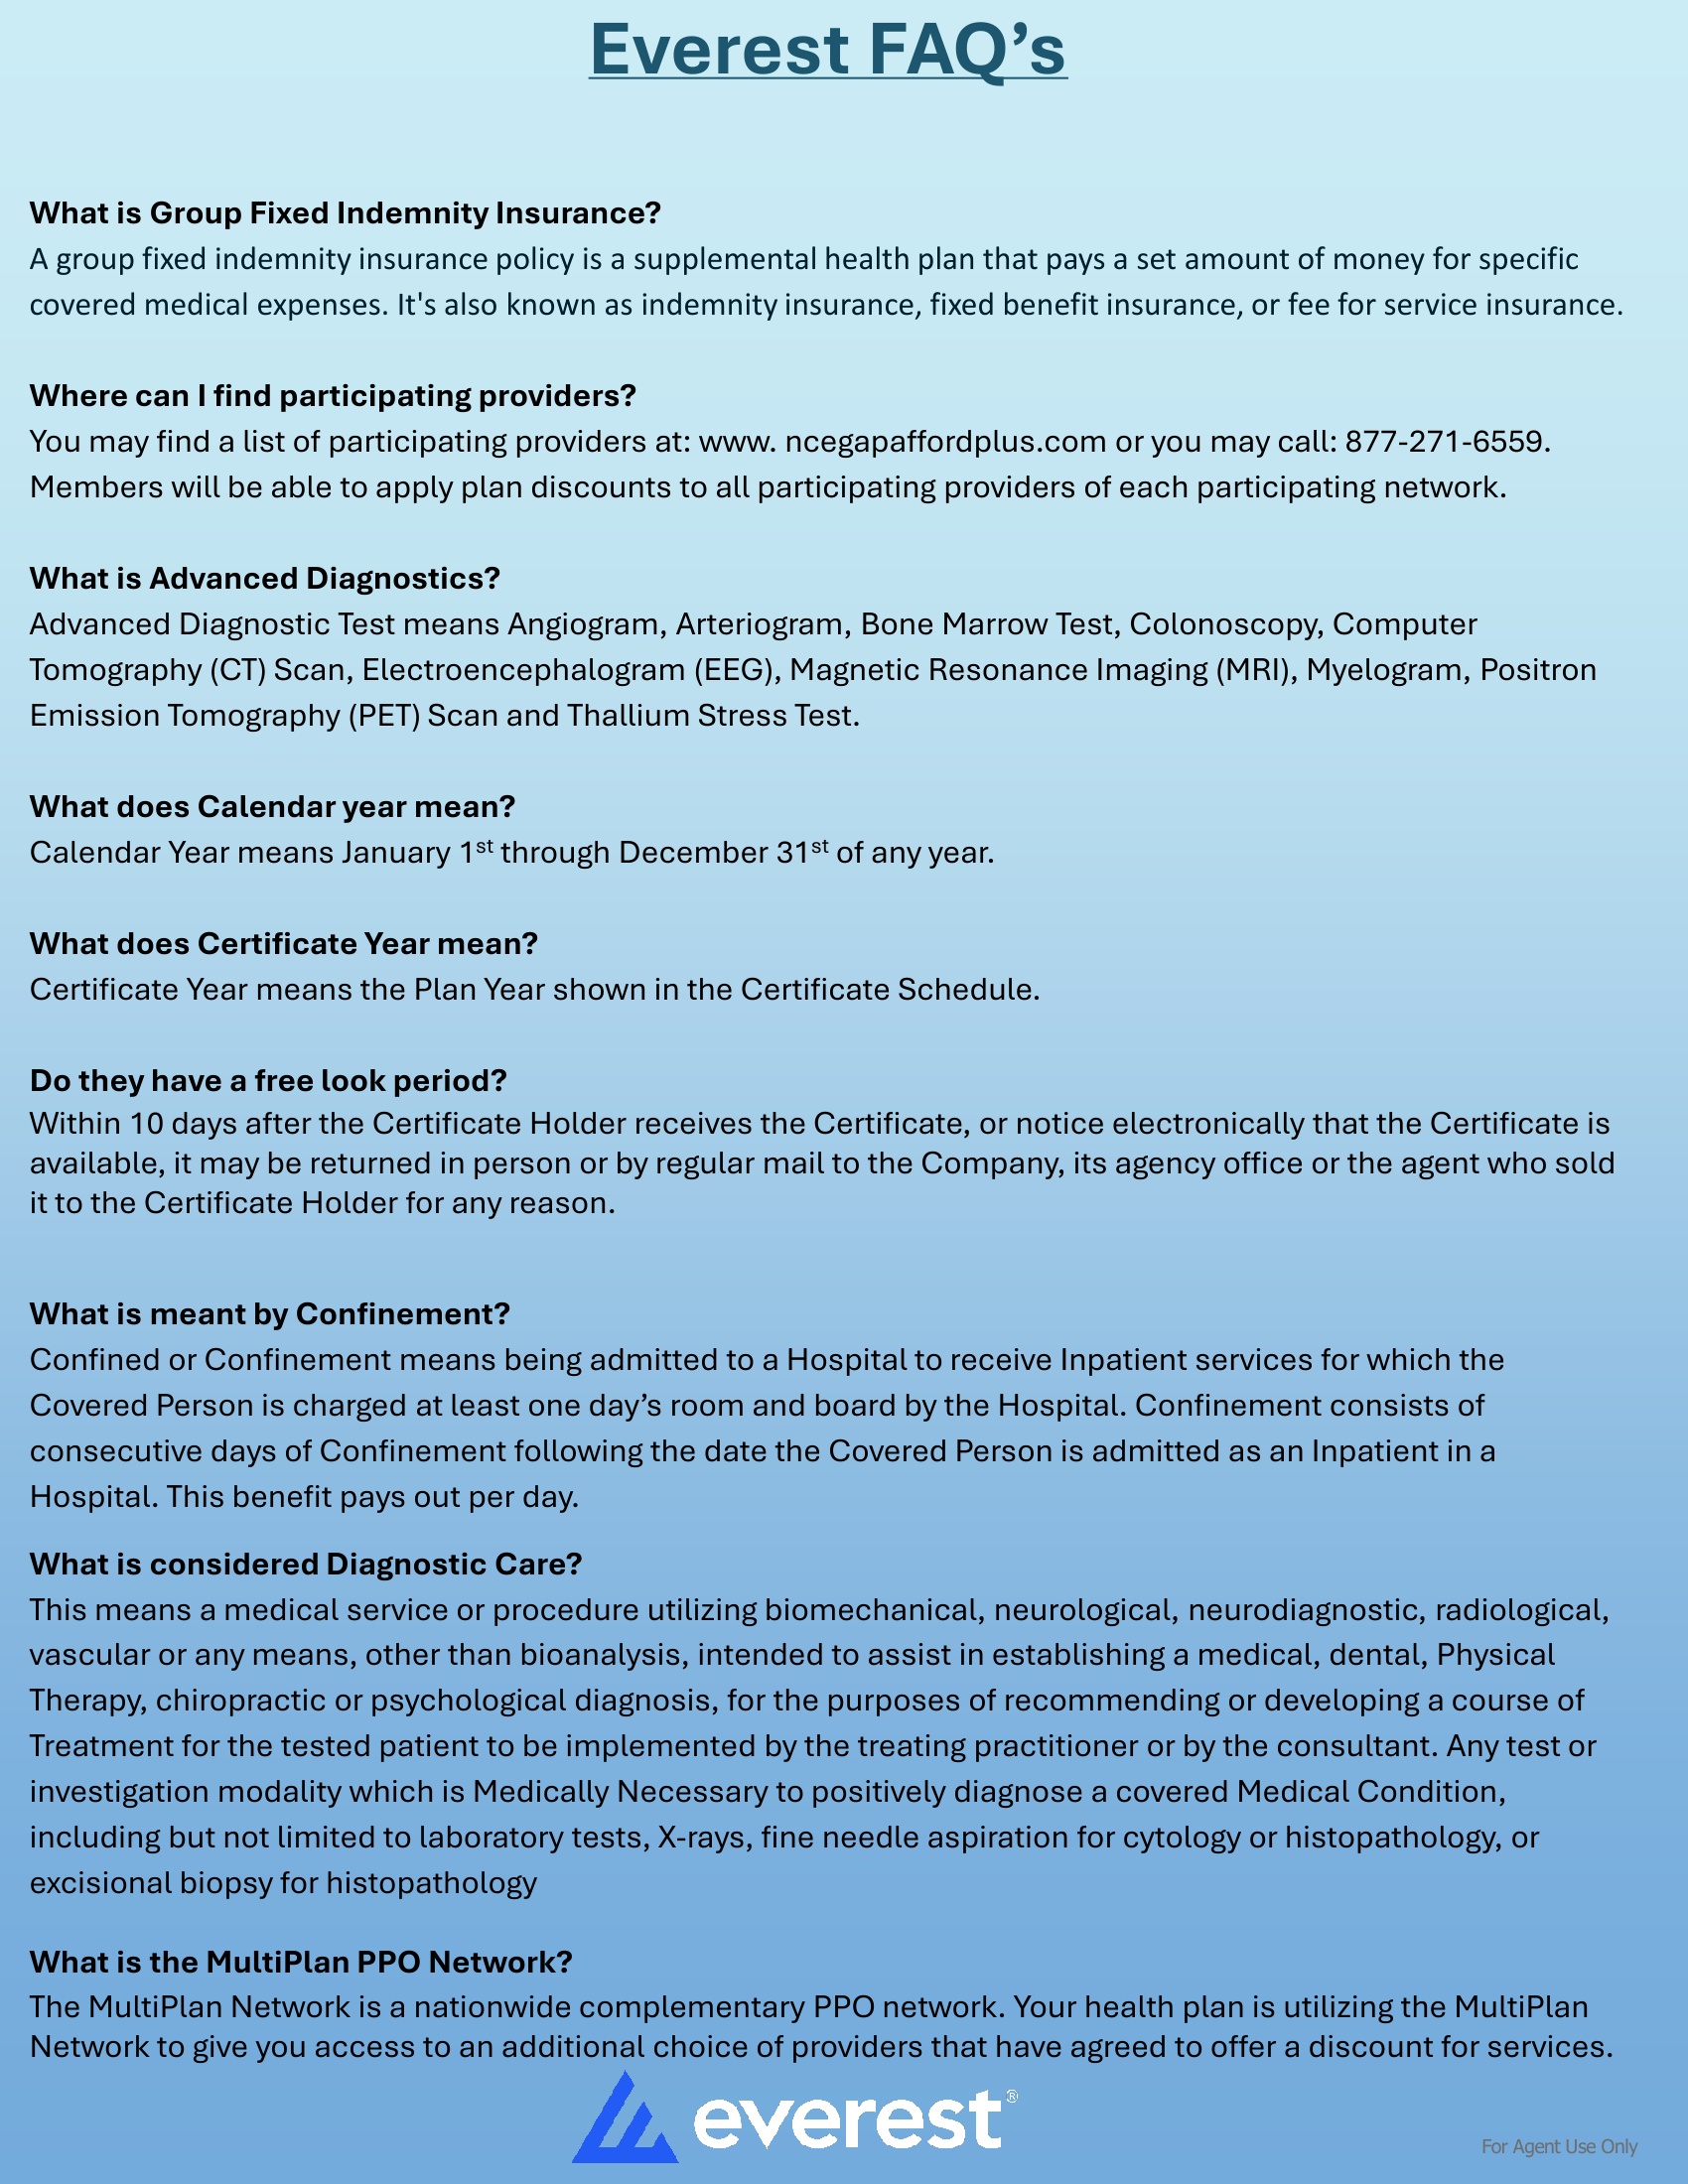 Everest FAQ’s
What is Group Fixed Indemnity Insurance?
A group fixed indemnity insurance policy is a supplemental health plan that pays a set amount of money for specific
covered medical expenses. It's also known as indemnity insurance, fixed benefit insurance, or fee for service insurance.
Where can I find participating providers?
You may find a list of participating providers at: www. ncegapaffordplus.com or you may call: 877-271-6559.
Members will be able to apply plan discounts to all participating providers of each participating network.
What is Advanced Diagnostics?
Advanced Diagnostic Test means Angiogram, Arteriogram, Bone Marrow Test, Colonoscopy, Computer
Tomography (CT) Scan, Electroencephalogram (EEG), Magnetic Resonance Imaging (MRI), Myelogram, Positron
Emission Tomography (PET) Scan and Thallium Stress Test.
What does Calendar year mean?
Calendar Year means January 1st through December 31st of any year.
What does Certificate Year mean?
Certificate Year means the Plan Year shown in the Certificate Schedule.
Do they have a free look period?
Within 10 days after the Certificate Holder receives the Certificate, or notice electronically that the Certificate is
available, it may be returned in person or by regular mail to the Company, its agency office or the agent who sold
it to the Certificate Holder for any reason.
What is meant by Confinement?
Confined or Confinement means being admitted to a Hospital to receive Inpatient services for which the
Covered Person is charged at least one day’s room and board by the Hospital. Confinement consists of
consecutive days of Confinement following the date the Covered Person is admitted as an Inpatient in a
Hospital. This benefit pays out per day.
What is considered Diagnostic Care?
This means a medical service or procedure utilizing biomechanical, neurological, neurodiagnostic, radiological,
vascular or any means, other than bioanalysis, intended to assist in establishing a medical, dental, Physical
Therapy, chiropractic or psychological diagnosis, for the purposes of recommending or developing a course of
Treatment for the tested patient to be implemented by the treating practitioner or by the consultant. Any test or
investigation modality which is Medically Necessary to positively diagnose a covered Medical Condition,
including but not limited to laboratory tests, X-rays, fine needle aspiration for cytology or histopathology, or
excisional biopsy for histopathology
What is the MultiPlan PPO Network?
The MultiPlan Network is a nationwide complementary PPO network. Your health plan is utilizing the MultiPlan
Network to give you access to an additional choice of providers that have agreed to offer a discount for services.
everest®
For Agent Use Only